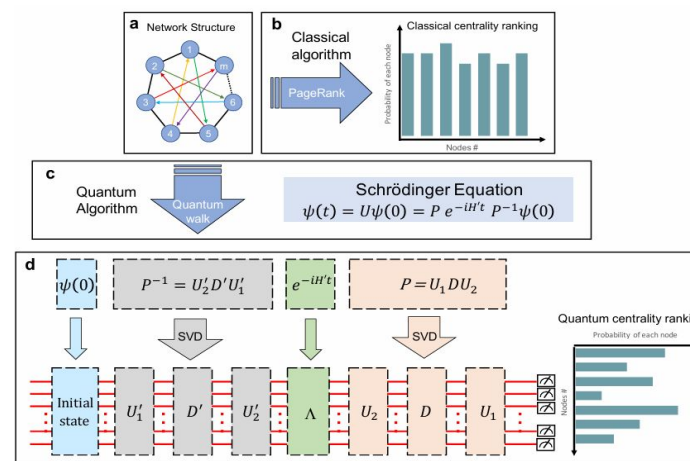 a
Network Structure
1
2
m
3
6
4
5
b
Classical
algorithm
PageRank
Classical centrality ranking
Probability of each node
Nodes #
c
Quantum
Algorithm
Quantum
walk
Schrödinger Equation
ψ(t) = Uψ(0) = P e^{-iH't} P^{-1}ψ(0)
d
ψ(0)
P^{-1} = U'_2D'U'_1
e^{-iH't}
P = U_1DU_2
SVD
SVD
Initial
state
U'_1
D'
U'_2
Λ
U_2
D
U_1
Quantum centrality ranki
Probability of each node
Nodes #